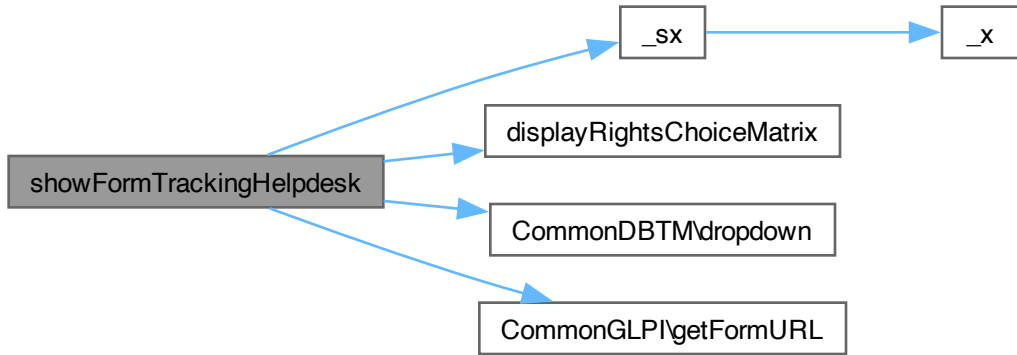 _sx
_x
displayRightsChoiceMatrix
showFormTrackingHelpdesk
CommonDBTM\dropdown
CommonGLPI\getFormURL